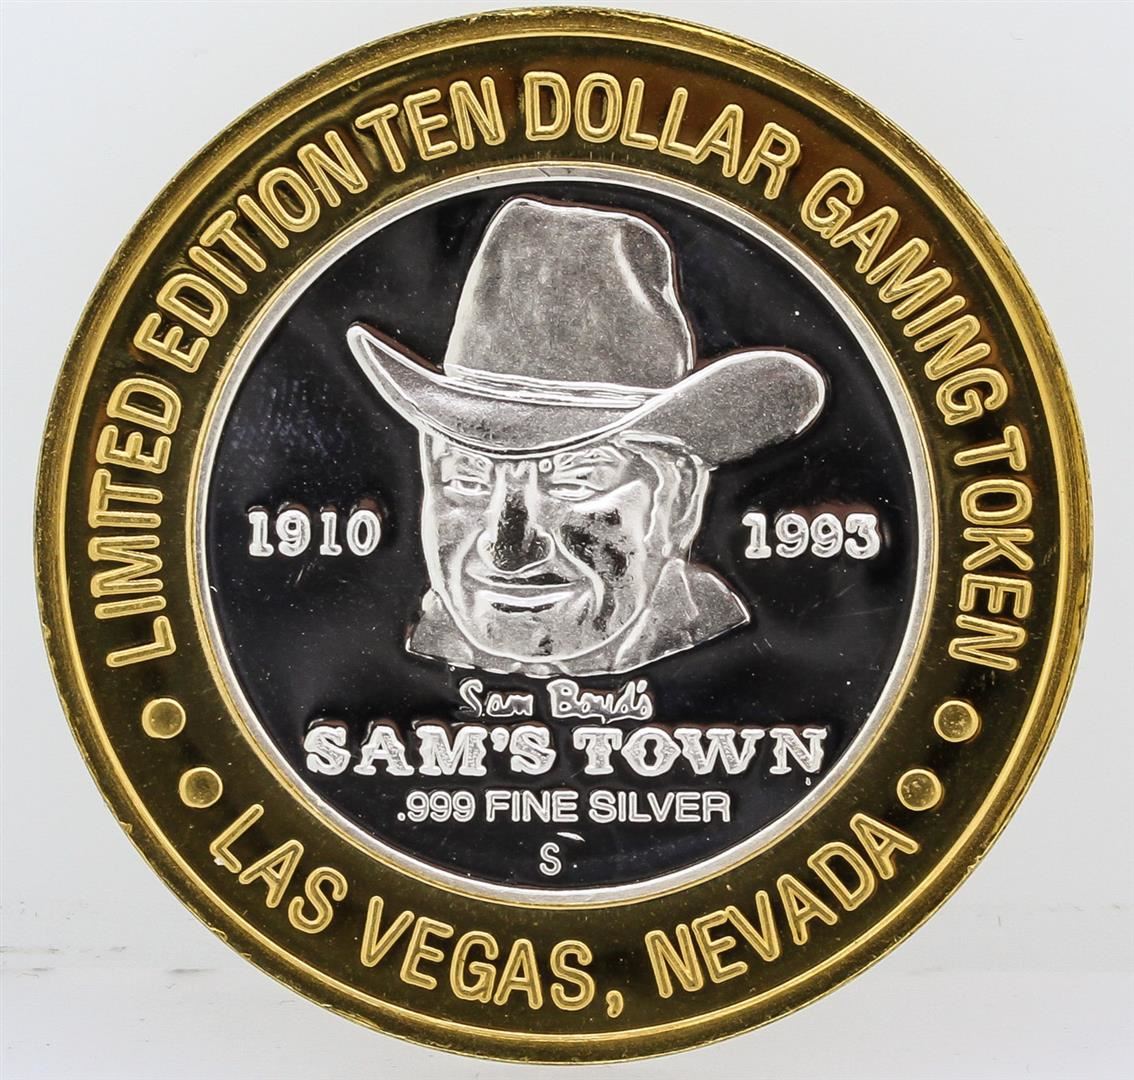 LIMITED EDITION TEN DOLLAR GAMING TOKEN
1910 1993
Sam Boyd's
SAM'S TOWN
.999 FINE SILVER
S
LAS VEGAS, NEVADA